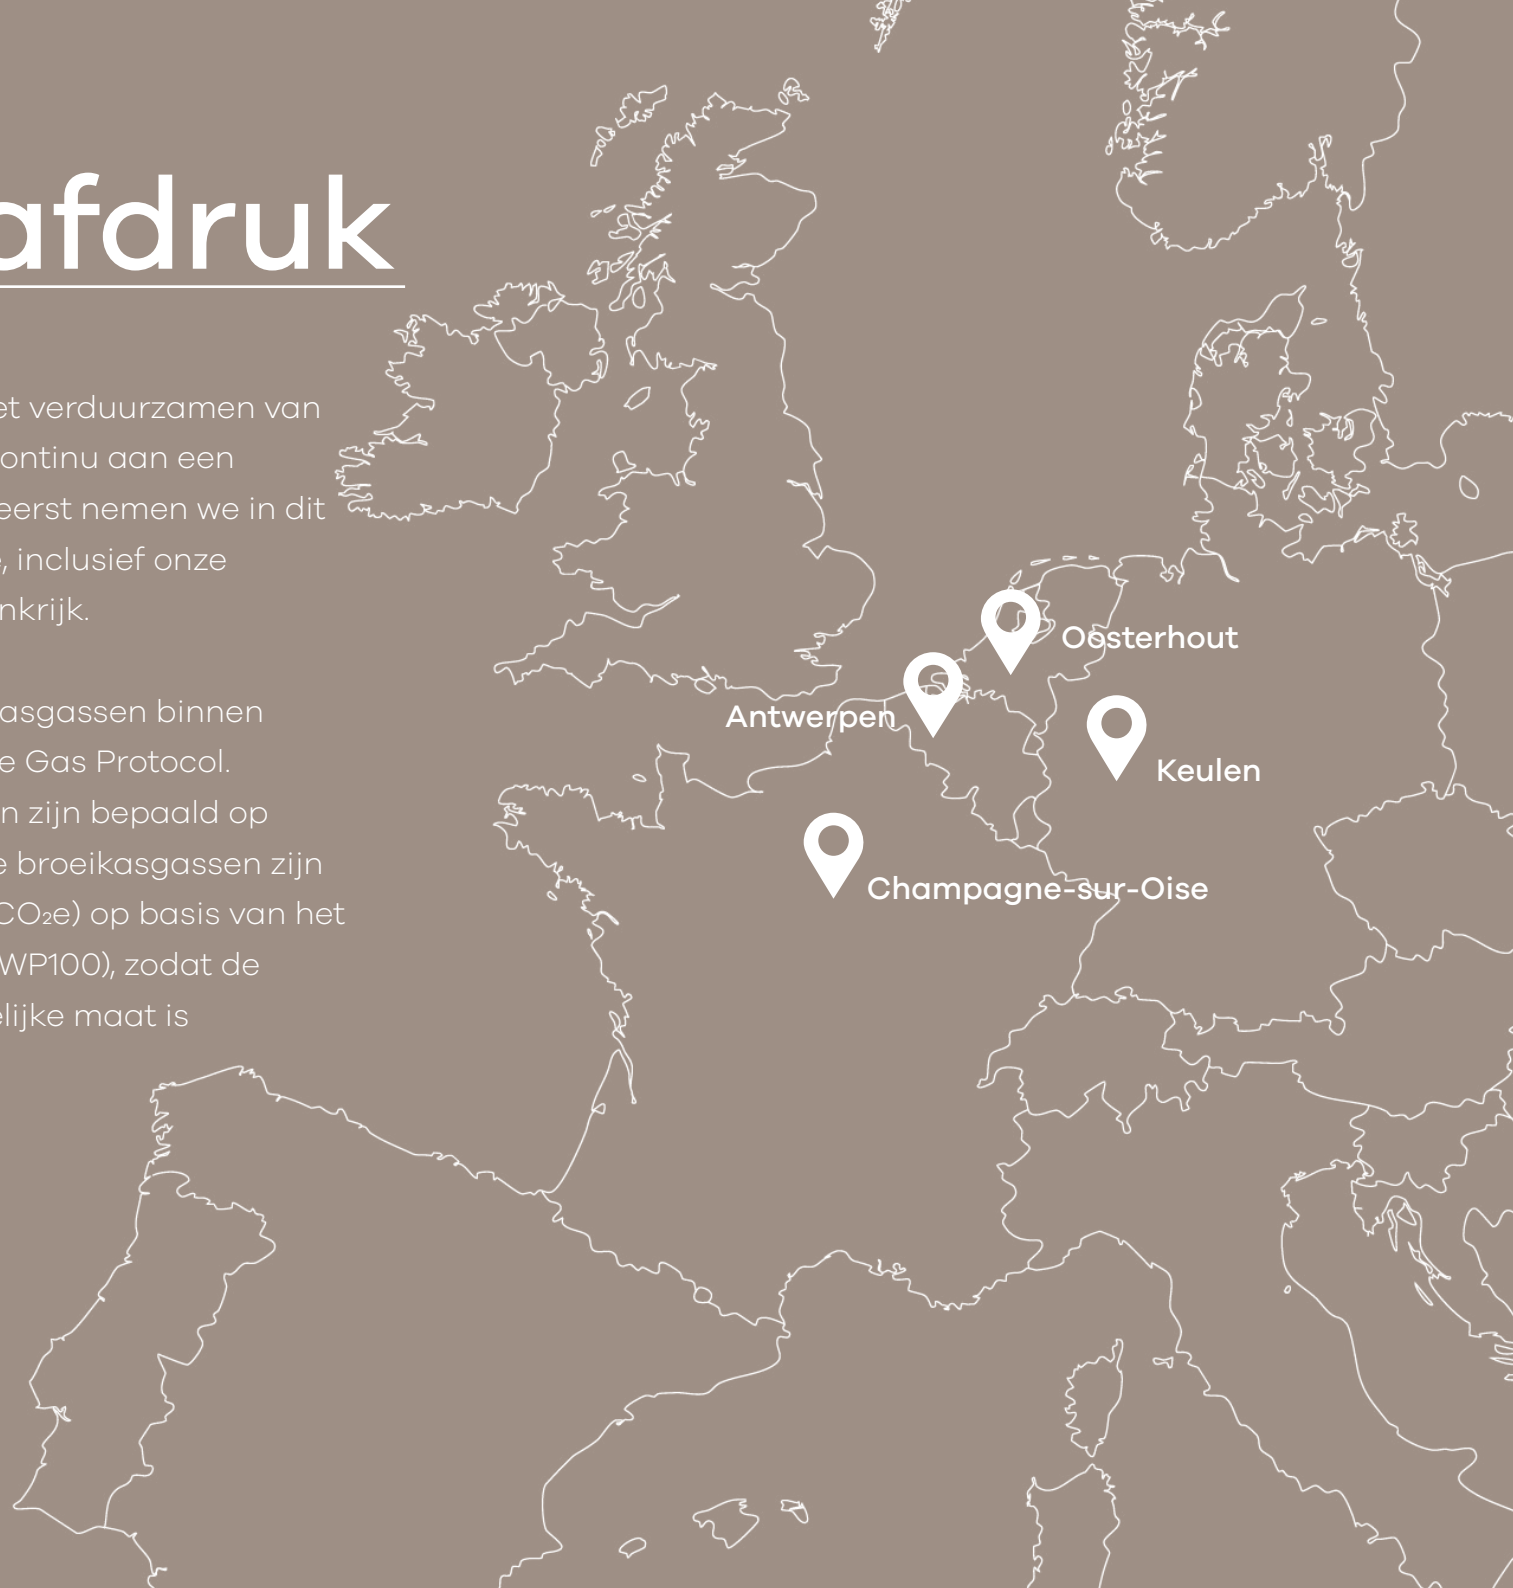 afdruk
et verduurzamen van
ontinu aan een
eerst nemen we in dit
e, inclusief onze
nkrijk.
asgassen binnen
e Gas Protocol.
n zijn bepaald op
e broeikasgassen zijn
CO₂e) op basis van het
WP100), zodat de
elijke maat is
Oosterhout
Antwerpen
Keulen
Champagne-sur-Oise